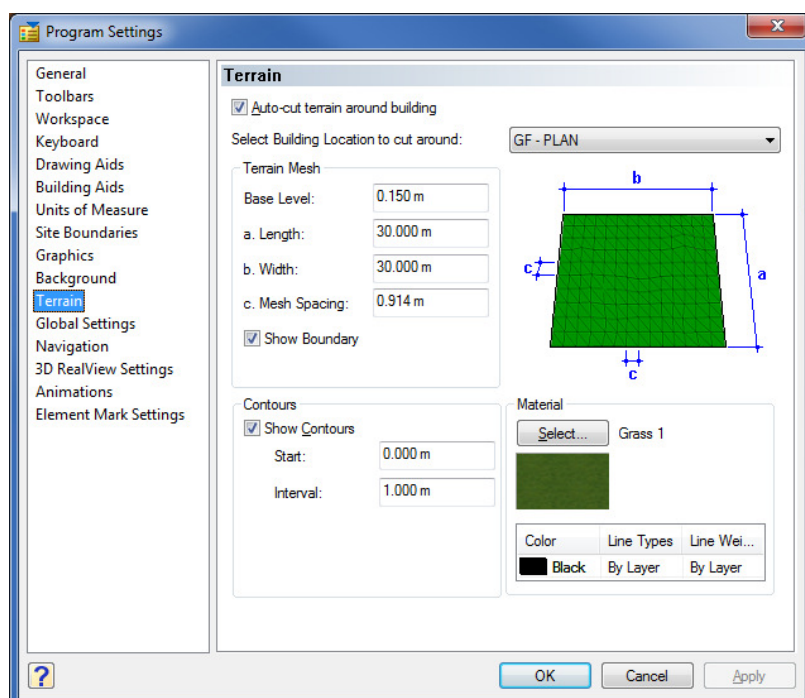 Program Settings
x
General
Toolbars
Workspace
Keyboard
Drawing Aids
Building Aids
Units of Measure
Site Boundaries
Graphics
Background
Terrain
Global Settings
Navigation
3D RealView Settings
Animations
Element Mark Settings
Terrain
Auto-cut terrain around building
Select Building Location to cut around:
GF - PLAN
Terrain Mesh
Base Level: 0.150 m
a. Length: 30.000 m
b. Width: 30.000 m
c. Mesh Spacing: 0.914 m
Show Boundary
b
c
a
c
Contours
Show Contours
Start: 0.000 m
Interval: 1.000 m
Material
Select... Grass 1
Color Line Types Line Wei...
Black By Layer By Layer
?
OK Cancel Apply